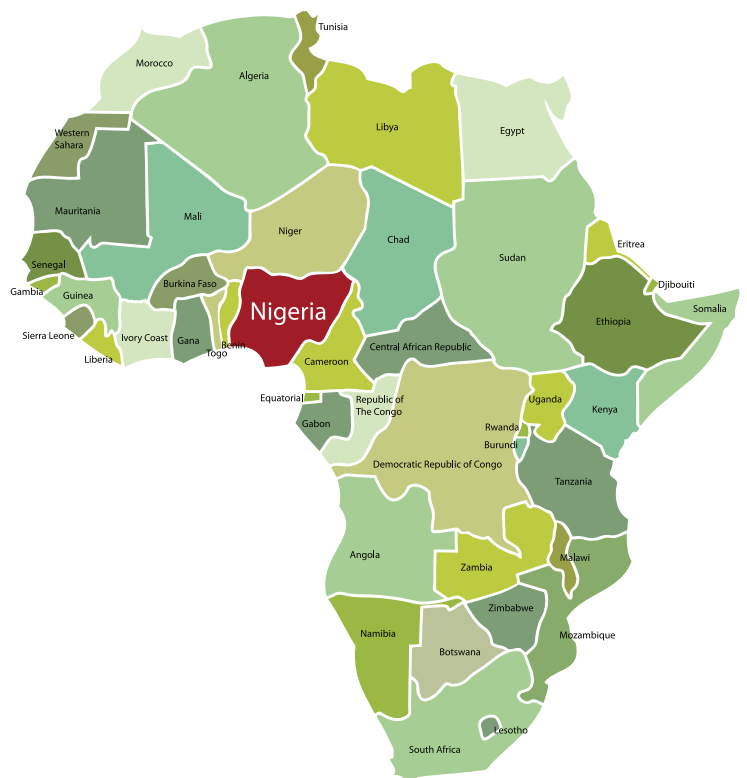 Tunisia
Morocco
Algeria
Libya
Egypt
Western
Sahara
Mauritania
Mali
Niger
Chad
Sudan
Eritrea
Senegal
Djibouiti
Gambia
Guinea
Burkina Faso
Nigeria
Somalia
Ethiopia
Sierra Leone
Ivory Coast
Gana
Benin
Togo
Liberia
Central African Republic
Cameroon
Equatorial
Republic of
The Congo
Uganda
Kenya
Gabon
Rwanda
Burundi
Democratic Republic of Congo
Tanzania
Angola
Malawi
Zambia
Zimbabwe
Namibia
Mozambique
Botswana
Lesotho
South Africa